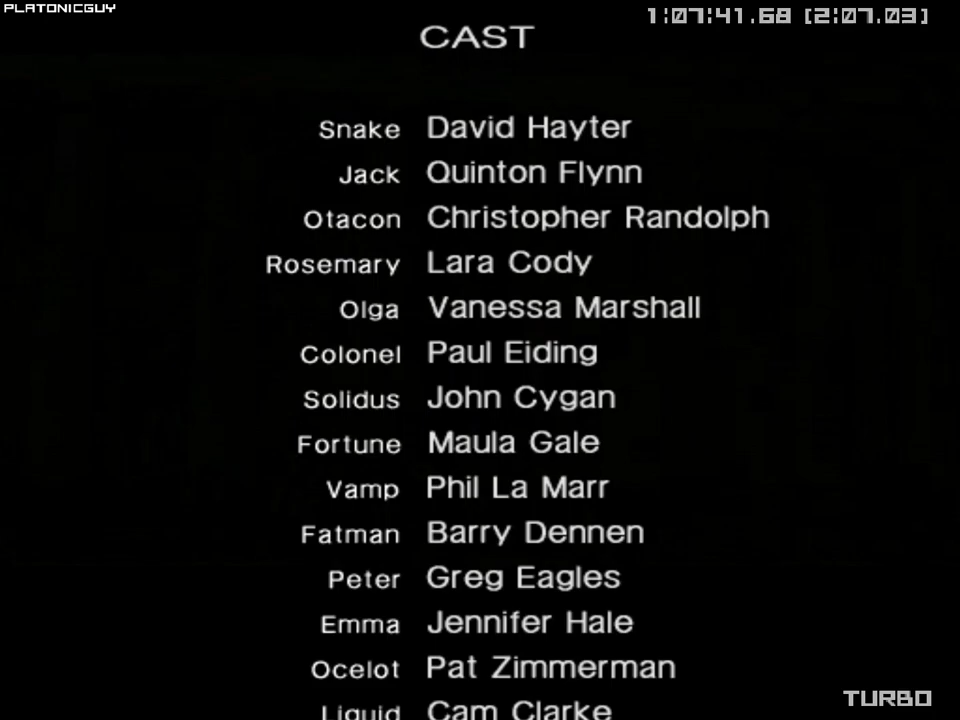 PLATONICGUY
1:07:41.68 [2:07.03]
CAST
Snake David Hayter
Jack Quinton Flynn
Otacon Christopher Randolph
Rosemary Lara Cody
Olga Vanessa Marshall
Colonel Paul Eiding
Solidus John Cygan
Fortune Maula Gale
Vamp Phil La Marr
Fatman Barry Dennen
Peter Greg Eagles
Emma Jennifer Hale
Ocelot Pat Zimmerman
Liquid Cam Clarke
TURBO